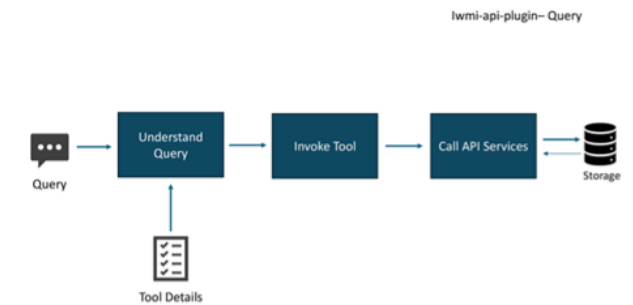 Iwmi-api-plugin– Query
Understand
Query
Invoke Tool
Call API Services
Query
Storage
Tool Details